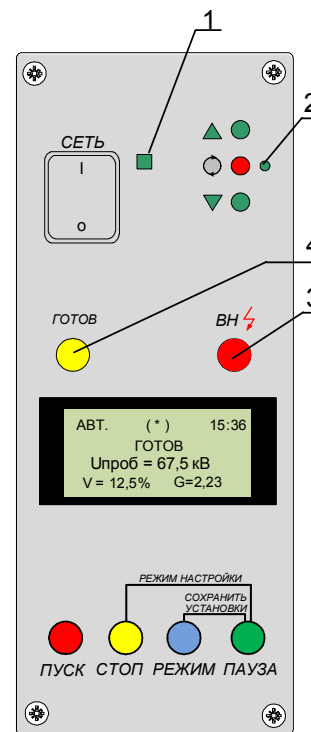 1
2
СЕТЬ
I
o
4
3
ГОТОВ
ВН
АВТ. ( * ) 15:36
ГОТОВ
Uпроб = 67,5 кВ
V = 12,5% G=2,23
РЕЖИМ НАСТРОЙКИ
СОХРАНИТЬ
УСТАНОВКИ
ПУСК СТОП РЕЖИМ ПАУЗА